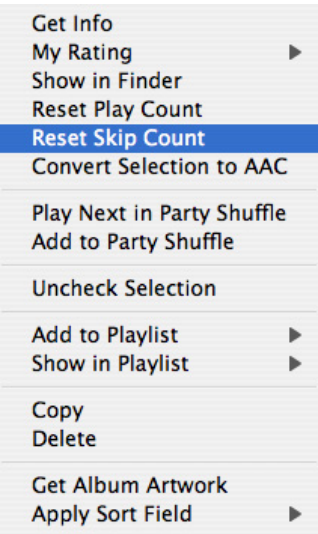 Get Info
My Rating
Show in Finder
Reset Play Count
Reset Skip Count
Convert Selection to AAC
Play Next in Party Shuffle
Add to Party Shuffle
Uncheck Selection
Add to Playlist
Show in Playlist
Copy
Delete
Get Album Artwork
Apply Sort Field